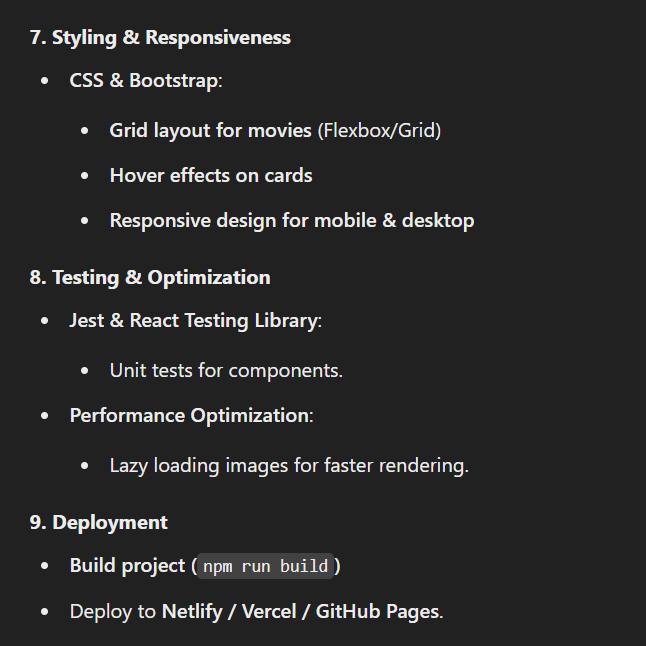 7. Styling & Responsiveness
• CSS & Bootstrap:
• Grid layout for movies (Flexbox/Grid)
• Hover effects on cards
• Responsive design for mobile & desktop
8. Testing & Optimization
• Jest & React Testing Library:
• Unit tests for components.
• Performance Optimization:
• Lazy loading images for faster rendering.
9. Deployment
• Build project (npm run build)
• Deploy to Netlify / Vercel / GitHub Pages.